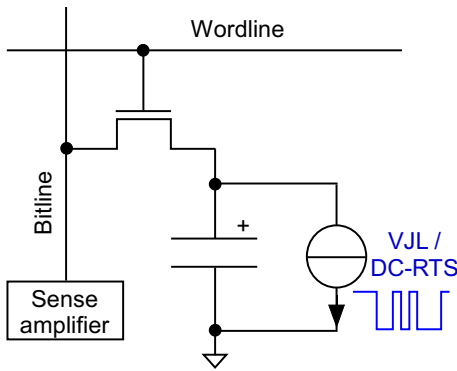 Wordline
Bitline
+
VJL /
DC-RTS
Sense
amplifier